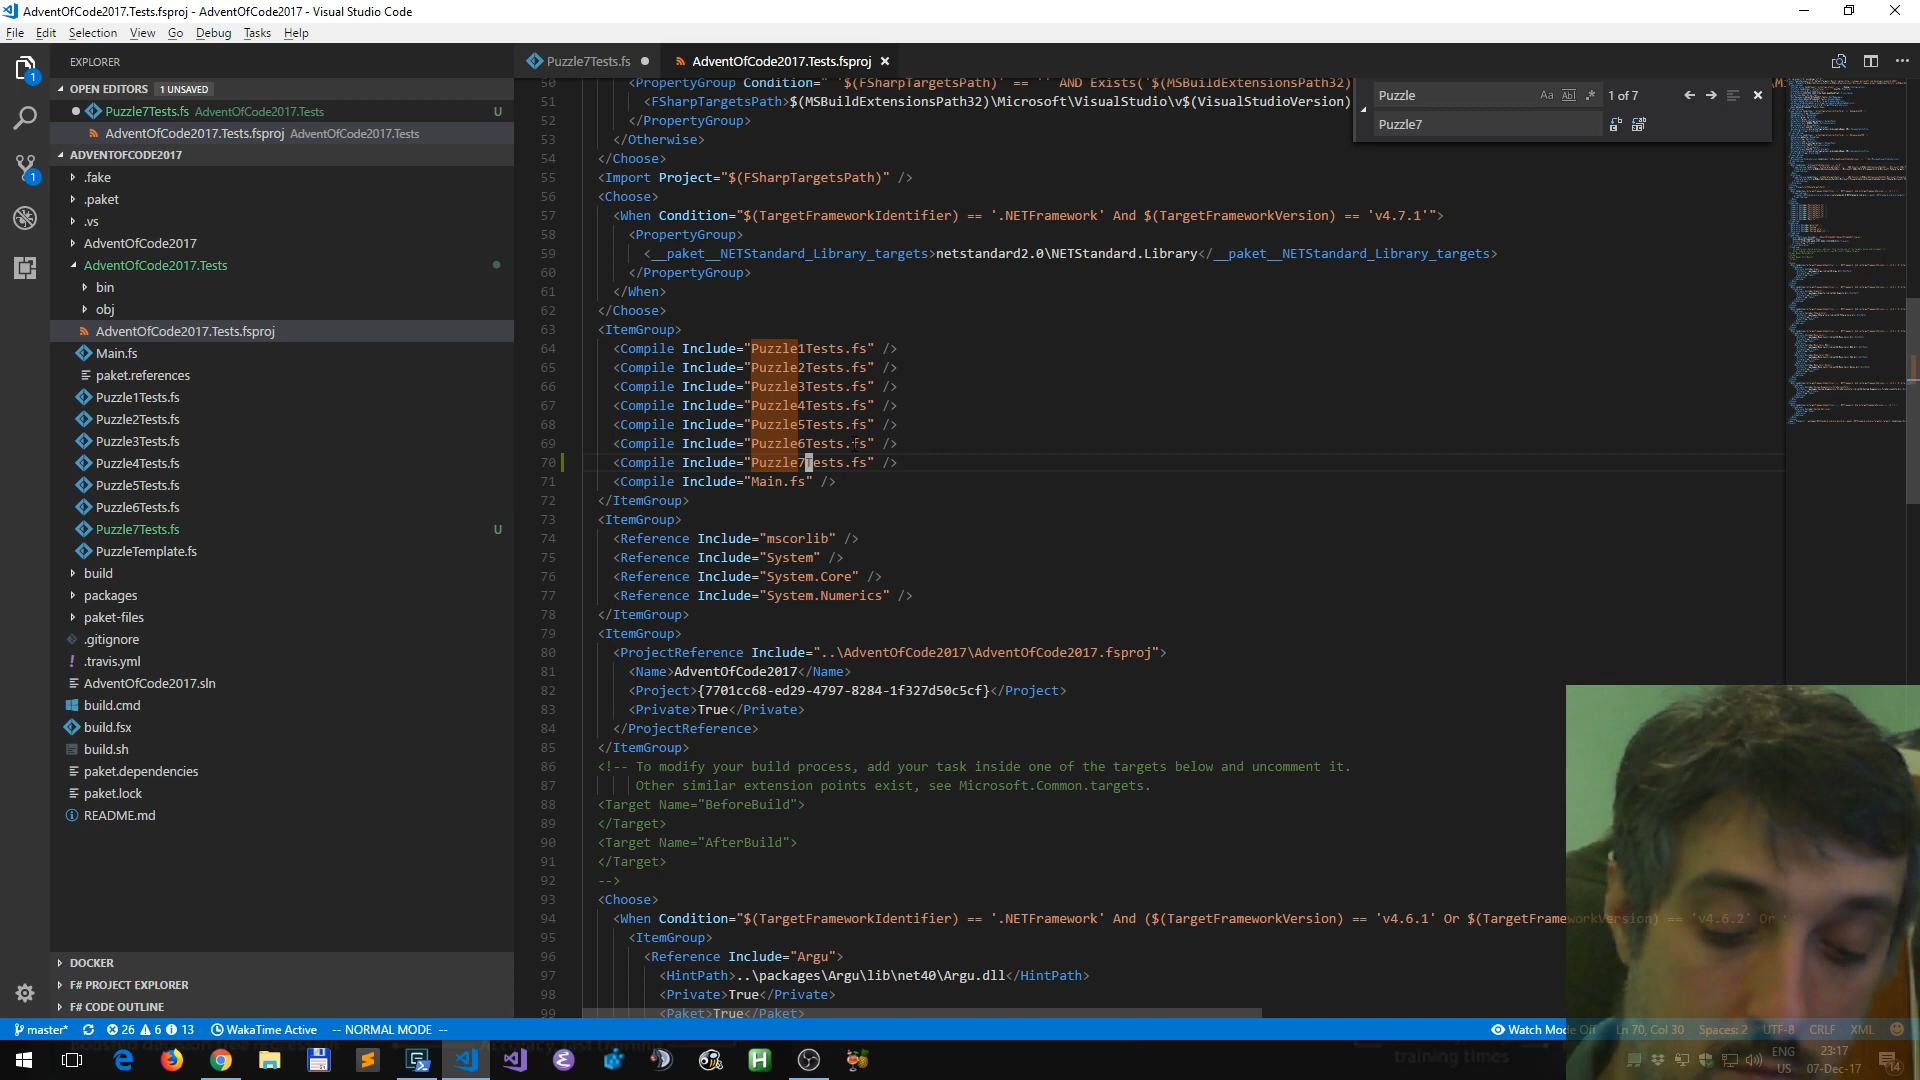 AdventOfCode2017.Tests.fsproj - AdventOfCode2017 - Visual Studio Code
File Edit Selection View Go Debug Tasks Help
EXPLORER
OPEN EDITORS 1 UNSAVED
Puzzle7Tests.fs AdventOfCode2017.Tests U
AdventOfCode2017.Tests.fsproj AdventOfCode2017.Tests
ADVENTOFCODE2017
.fake
.paket
.vs
AdventOfCode2017
AdventOfCode2017.Tests
bin
obj
AdventOfCode2017.Tests.fsproj
Main.fs
paket.references
Puzzle1Tests.fs
Puzzle2Tests.fs
Puzzle3Tests.fs
Puzzle4Tests.fs
Puzzle5Tests.fs
Puzzle6Tests.fs
Puzzle7Tests.fs U
PuzzleTemplate.fs
build
packages
paket-files
.gitignore
.travis.yml
AdventOfCode2017.sln
build.cmd
build.fsx
build.sh
paket.dependencies
paket.lock
README.md
DOCKER
F# PROJECT EXPLORER
F# CODE OUTLINE
Puzzle7Tests.fs
AdventOfCode2017.Tests.fsproj
Puzzle Aa Abl .* 1 of 7
Puzzle7
50 <PropertyGroup Condition=" '$(FSharpTargetsPath)' == '' AND Exists('$(MSBuildExtensionsPath32)
51 <FSharpTargetsPath>$(MSBuildExtensionsPath32)\Microsoft\VisualStudio\v$(VisualStudioVersion)
52 </PropertyGroup>
53 </Otherwise>
54 </Choose>
55 <Import Project="$(FSharpTargetsPath)" />
56 <Choose>
57 <When Condition="$(TargetFrameworkIdentifier) == '.NETFramework' And $(TargetFrameworkVersion) == 'v4.7.1'">
58 <PropertyGroup>
59 <__paket__NETStandard_Library_targets>netstandard2.0\NETStandard.Library</__paket__NETStandard_Library_targets>
60 </PropertyGroup>
61 </When>
62 </Choose>
63 <ItemGroup>
64 <Compile Include="Puzzle1Tests.fs" />
65 <Compile Include="Puzzle2Tests.fs" />
66 <Compile Include="Puzzle3Tests.fs" />
67 <Compile Include="Puzzle4Tests.fs" />
68 <Compile Include="Puzzle5Tests.fs" />
69 <Compile Include="Puzzle6Tests.fs" />
70 <Compile Include="Puzzle7Tests.fs" />
71 <Compile Include="Main.fs" />
72 </ItemGroup>
73 <ItemGroup>
74 <Reference Include="mscorlib" />
75 <Reference Include="System" />
76 <Reference Include="System.Core" />
77 <Reference Include="System.Numerics" />
78 </ItemGroup>
79 <ItemGroup>
80 <ProjectReference Include="..\AdventOfCode2017\AdventOfCode2017.fsproj">
81 <Name>AdventOfCode2017</Name>
82 <Project>{7701cc68-ed29-4797-8284-1f327d50c5cf}</Project>
83 <Private>True</Private>
84 </ProjectReference>
85 </ItemGroup>
86 <!-- To modify your build process, add your task inside one of the targets below and uncomment it.
87 Other similar extension points exist, see Microsoft.Common.targets.
88 <Target Name="BeforeBuild">
89 </Target>
90 <Target Name="AfterBuild">
91 </Target>
92 -->
93 <Choose>
94 <When Condition="$(TargetFrameworkIdentifier) == '.NETFramework' And ($(TargetFrameworkVersion) == 'v4.6.1' Or $(TargetFrameworkVersion) == 'v4.6.2' Or
95 <ItemGroup>
96 <Reference Include="Argu">
97 <HintPath>..\packages\Argu\lib\net40\Argu.dll</HintPath>
98 <Private>True</Private>
99 <Paket>True</Paket>
master* 26 6 13 WakaTime Active -- NORMAL MODE -- Watch Mode Off Ln 70, Col 30 Spaces: 2 UTF-8 CRLF XML
training times
ENG
US
23:17
07-Dec-17
14